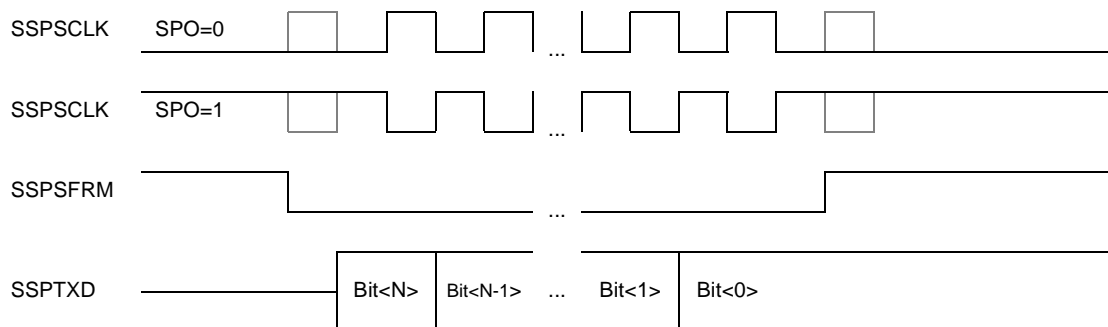 SSPSCLK SPO=0
...
SSPSCLK SPO=1
...
SSPSFRM
...
SSPTXD Bit<N> Bit<N-1> ... Bit<1> Bit<0>